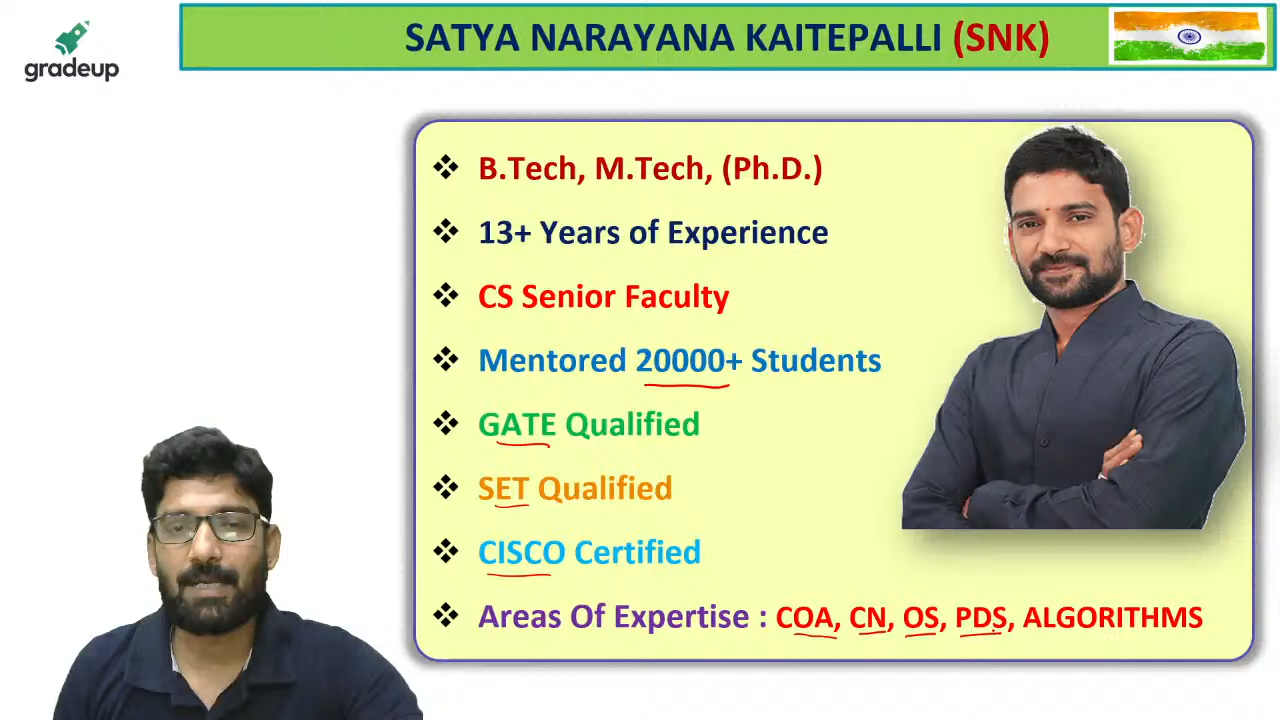 gradeup
SATYA NARAYANA KAITEPALLI (SNK)
B.Tech, M.Tech, (Ph.D.)
13+ Years of Experience
CS Senior Faculty
Mentored 20000+ Students
GATE Qualified
SET Qualified
CISCO Certified
Areas Of Expertise : COA, CN, OS, PDS, ALGORITHMS